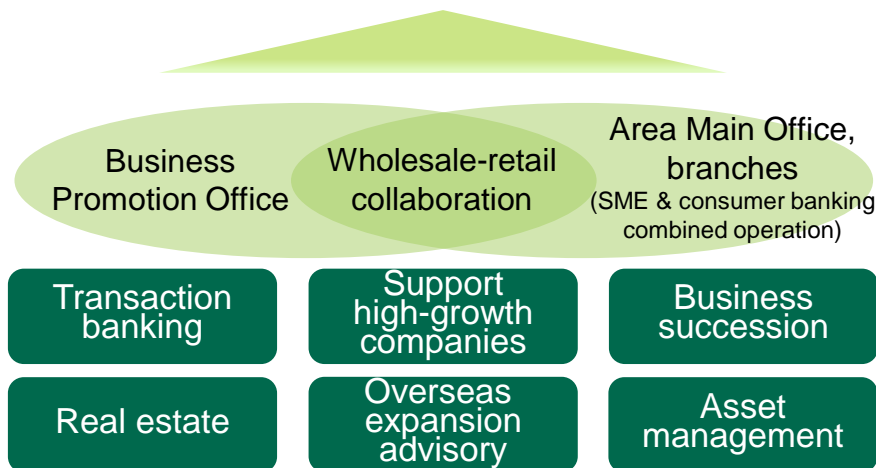 Business
Promotion Office
Wholesale-retail
collaboration
Area Main Office,
branches
(SME & consumer banking
combined operation)
Transaction
banking
Support
high-growth
companies
Business
succession
Real estate
Overseas
expansion
advisory
Asset
management